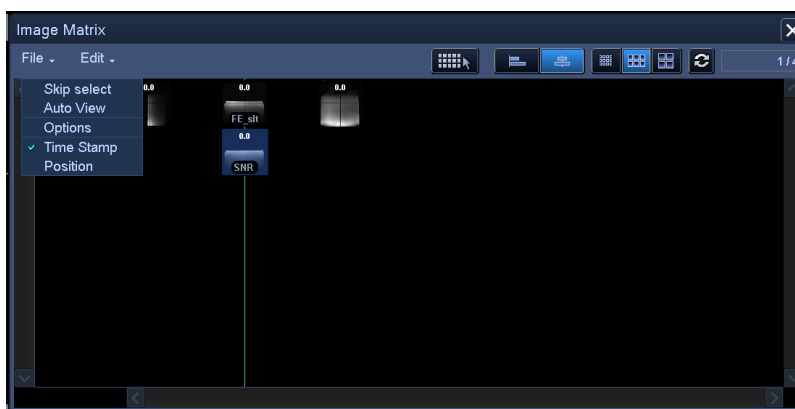 Image Matrix
File Edit
1 / 4
Skip select
Auto View
Options
Time Stamp
Position
0.0 0.0 0.0
FE_slt
0.0
SNR